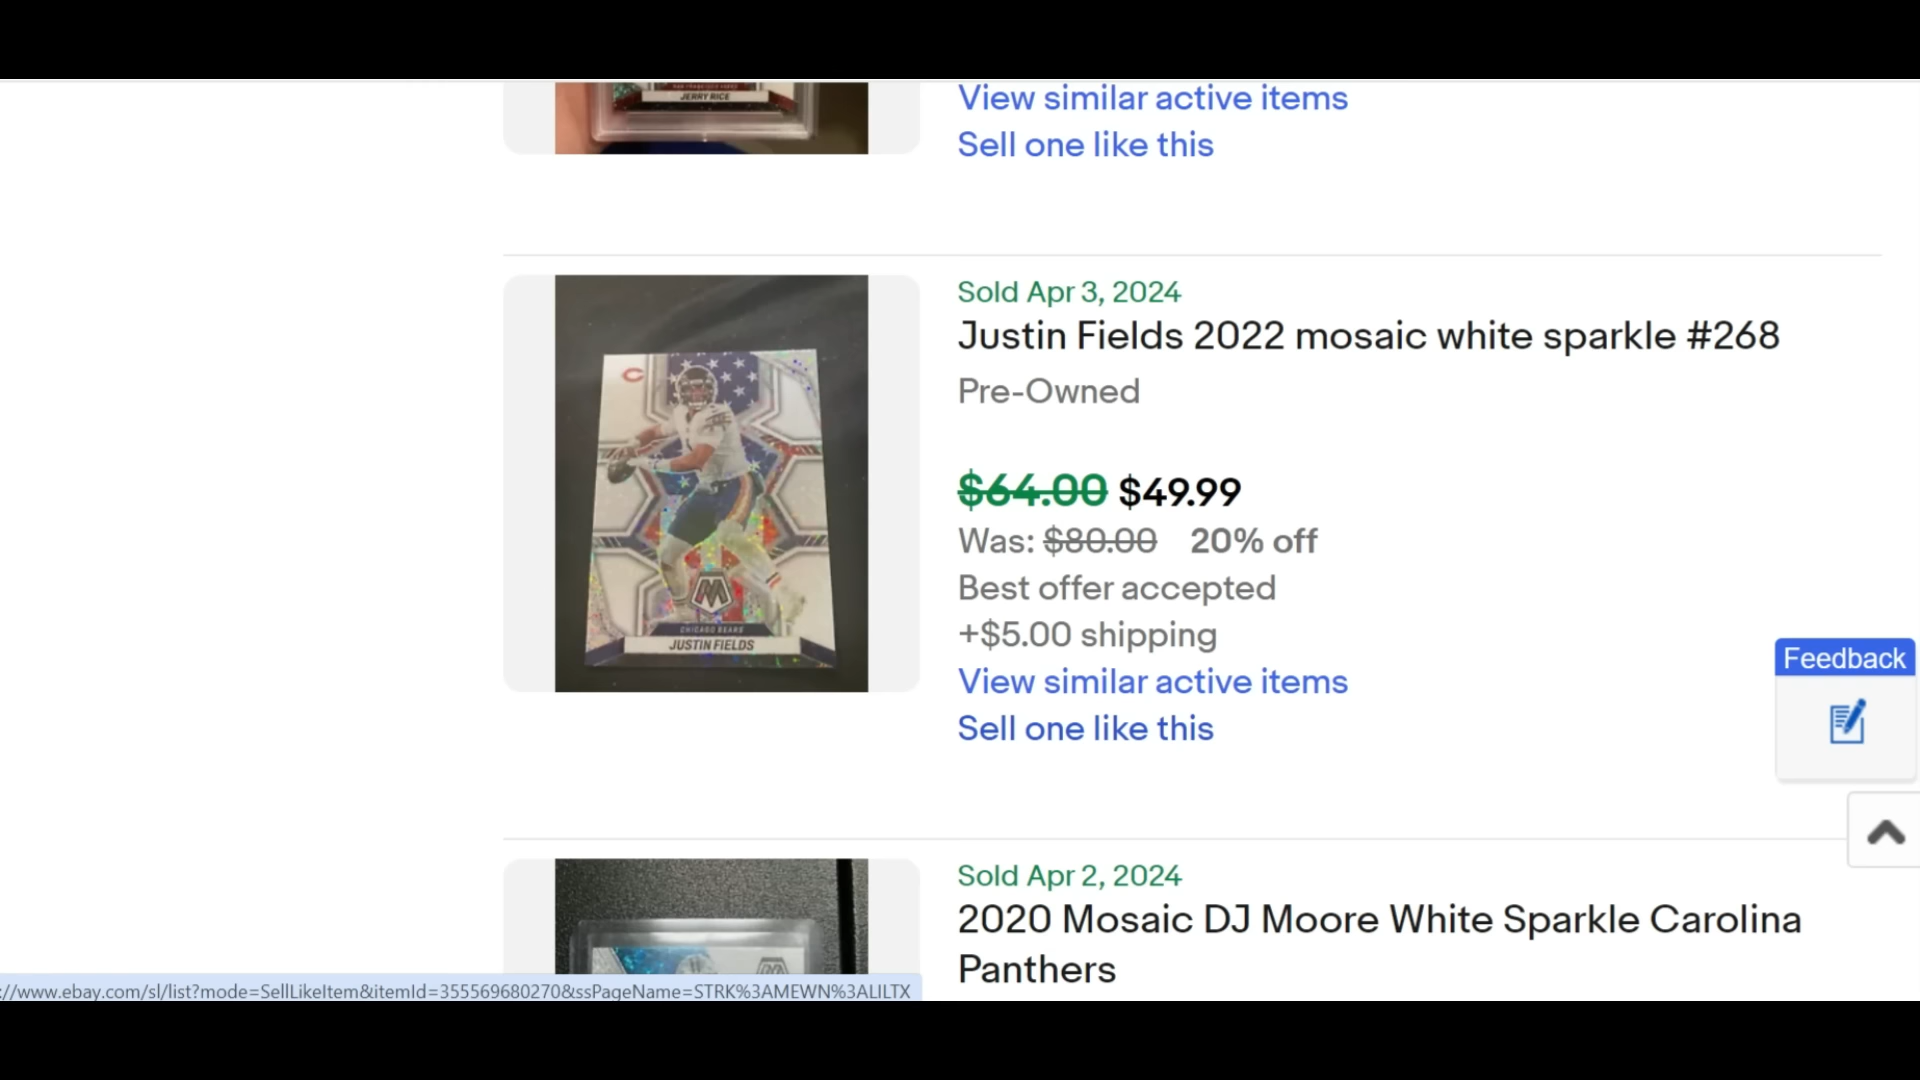 JERRY RICE
View similar active items
Sell one like this
Sold Apr 3, 2024
Justin Fields 2022 mosaic white sparkle #268
Pre-Owned
$64.00 $49.99
Was: $80.00 20% off
Best offer accepted
+$5.00 shipping
View similar active items
Sell one like this
CHICAGO BEARS
JUSTIN FIELDS
Feedback
Sold Apr 2, 2024
2020 Mosaic DJ Moore White Sparkle Carolina
Panthers
://www.ebay.com/sl/list?mode=SellLikeItem&itemId=355569680270&ssPageName=STRK%3AMEWN%3ALILTX